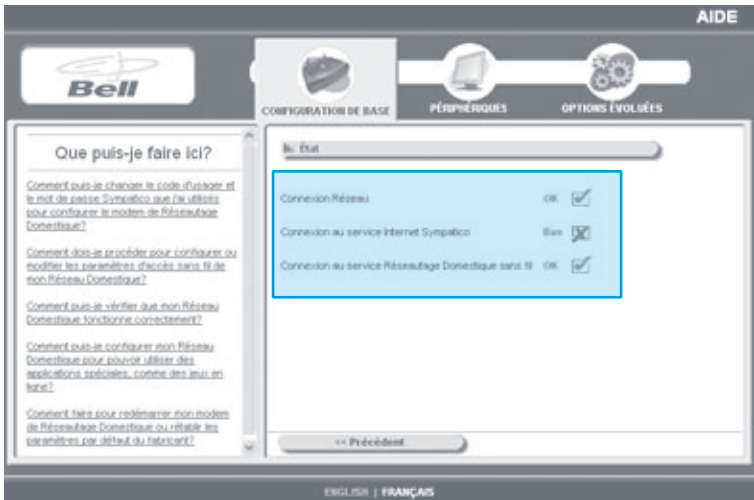 AIDE
Bell
CONFIGURATION DE BASE
PÉRIPHÉRIQUES
OPTIONS ÉVOLUÉES
Que puis-je faire ici?
Comment puis-je changer le code d'usager et
le mot de passe Sympatico que j'ai utilisés
pour configurer le modem de Réseautage
Domestique?
Comment dois-je procéder pour configurer ou
modifier les paramètres d'accès sans fil de
mon Réseau Domestique?
Comment puis-je vérifier que mon Réseau
Domestique fonctionne correctement?
Comment puis-je configurer mon Réseau
Domestique pour pouvoir utiliser des
applications spéciales, comme des jeux en
ligne?
Comment faire pour redémarrer mon modem
de Réseautage Domestique ou rétablir les
paramètres par défaut du fabricant?
État
Connexion Réseau OK
Connexion au service Internet Sympatico
Connexion au service Réseautage Domestique sans fil OK
<< Précédent
ENGLISH | FRANÇAIS